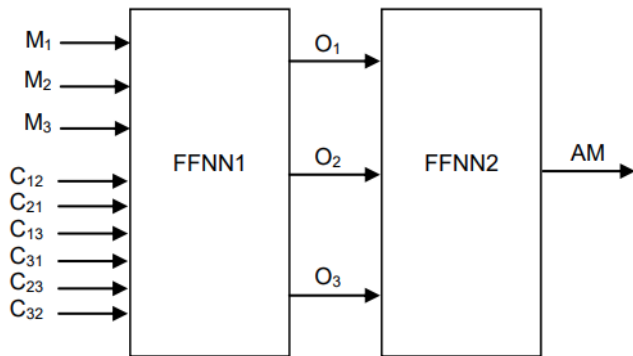 M₁
M₂
M₃
C₁₂
C₂₁
C₁₃
C₃₁
C₂₃
C₃₂
FFNN1
O₁
O₂
O₃
FFNN2
AM